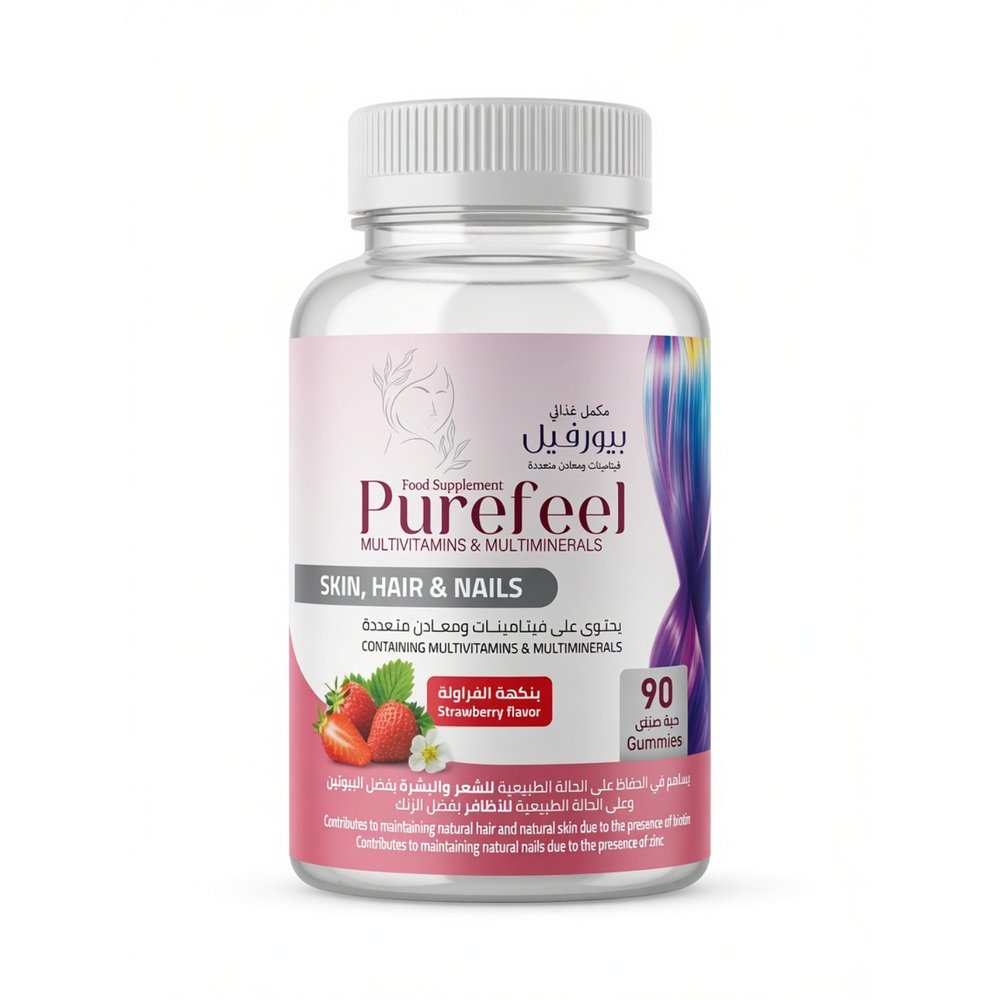 مكمل غذائي
بيورفيل
فيتامينات ومعادن متعددة
Food Supplement
Purefeel
MULTIVITAMINS & MULTIMINERALS
SKIN, HAIR & NAILS
يحتوى على فيتامينات ومعادن متعددة
CONTAINING MULTIVITAMINS & MULTIMINERALS
بنكهة الفراولة
Strawberry flavor
90
حبة
Gummies
يساهم في الحفاظ على الحالة الطبيعية للشعر والبشرة بفضل البيوتين
وعلى الحالة الطبيعية للأظافر بفضل الزنك
Contributes to maintaining natural hair and natural skin due to the presence of biotin
Contributes to maintaining natural nails due to the presence of zinc